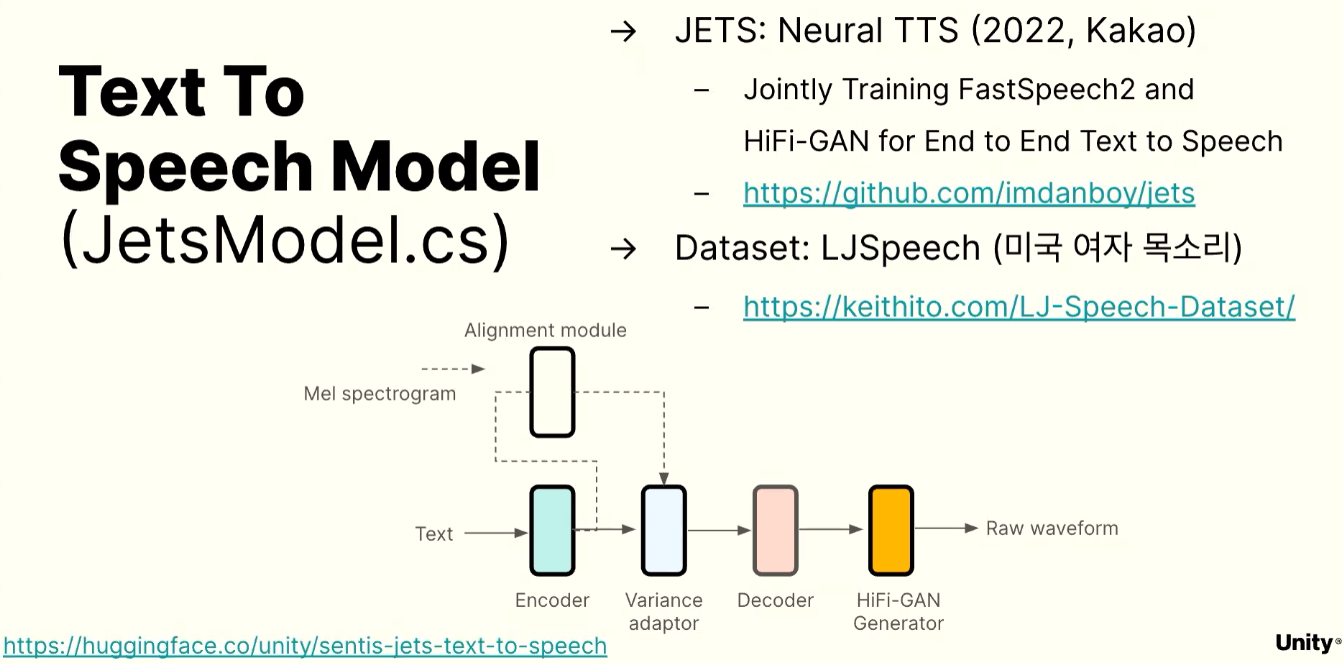 Text To
Speech Model
(JetsModel.cs)
→ JETS: Neural TTS (2022, Kakao)
– Jointly Training FastSpeech2 and
HiFi-GAN for End to End Text to Speech
– https://github.com/imdanboy/jets
→ Dataset: LJSpeech (미국 여자 목소리)
– https://keithito.com/LJ-Speech-Dataset/
Alignment module
Mel spectrogram
Text
Raw waveform
Encoder
Variance
adaptor
Decoder
HiFi-GAN
Generator
https://huggingface.co/unity/sentis-jets-text-to-speech
Unity®